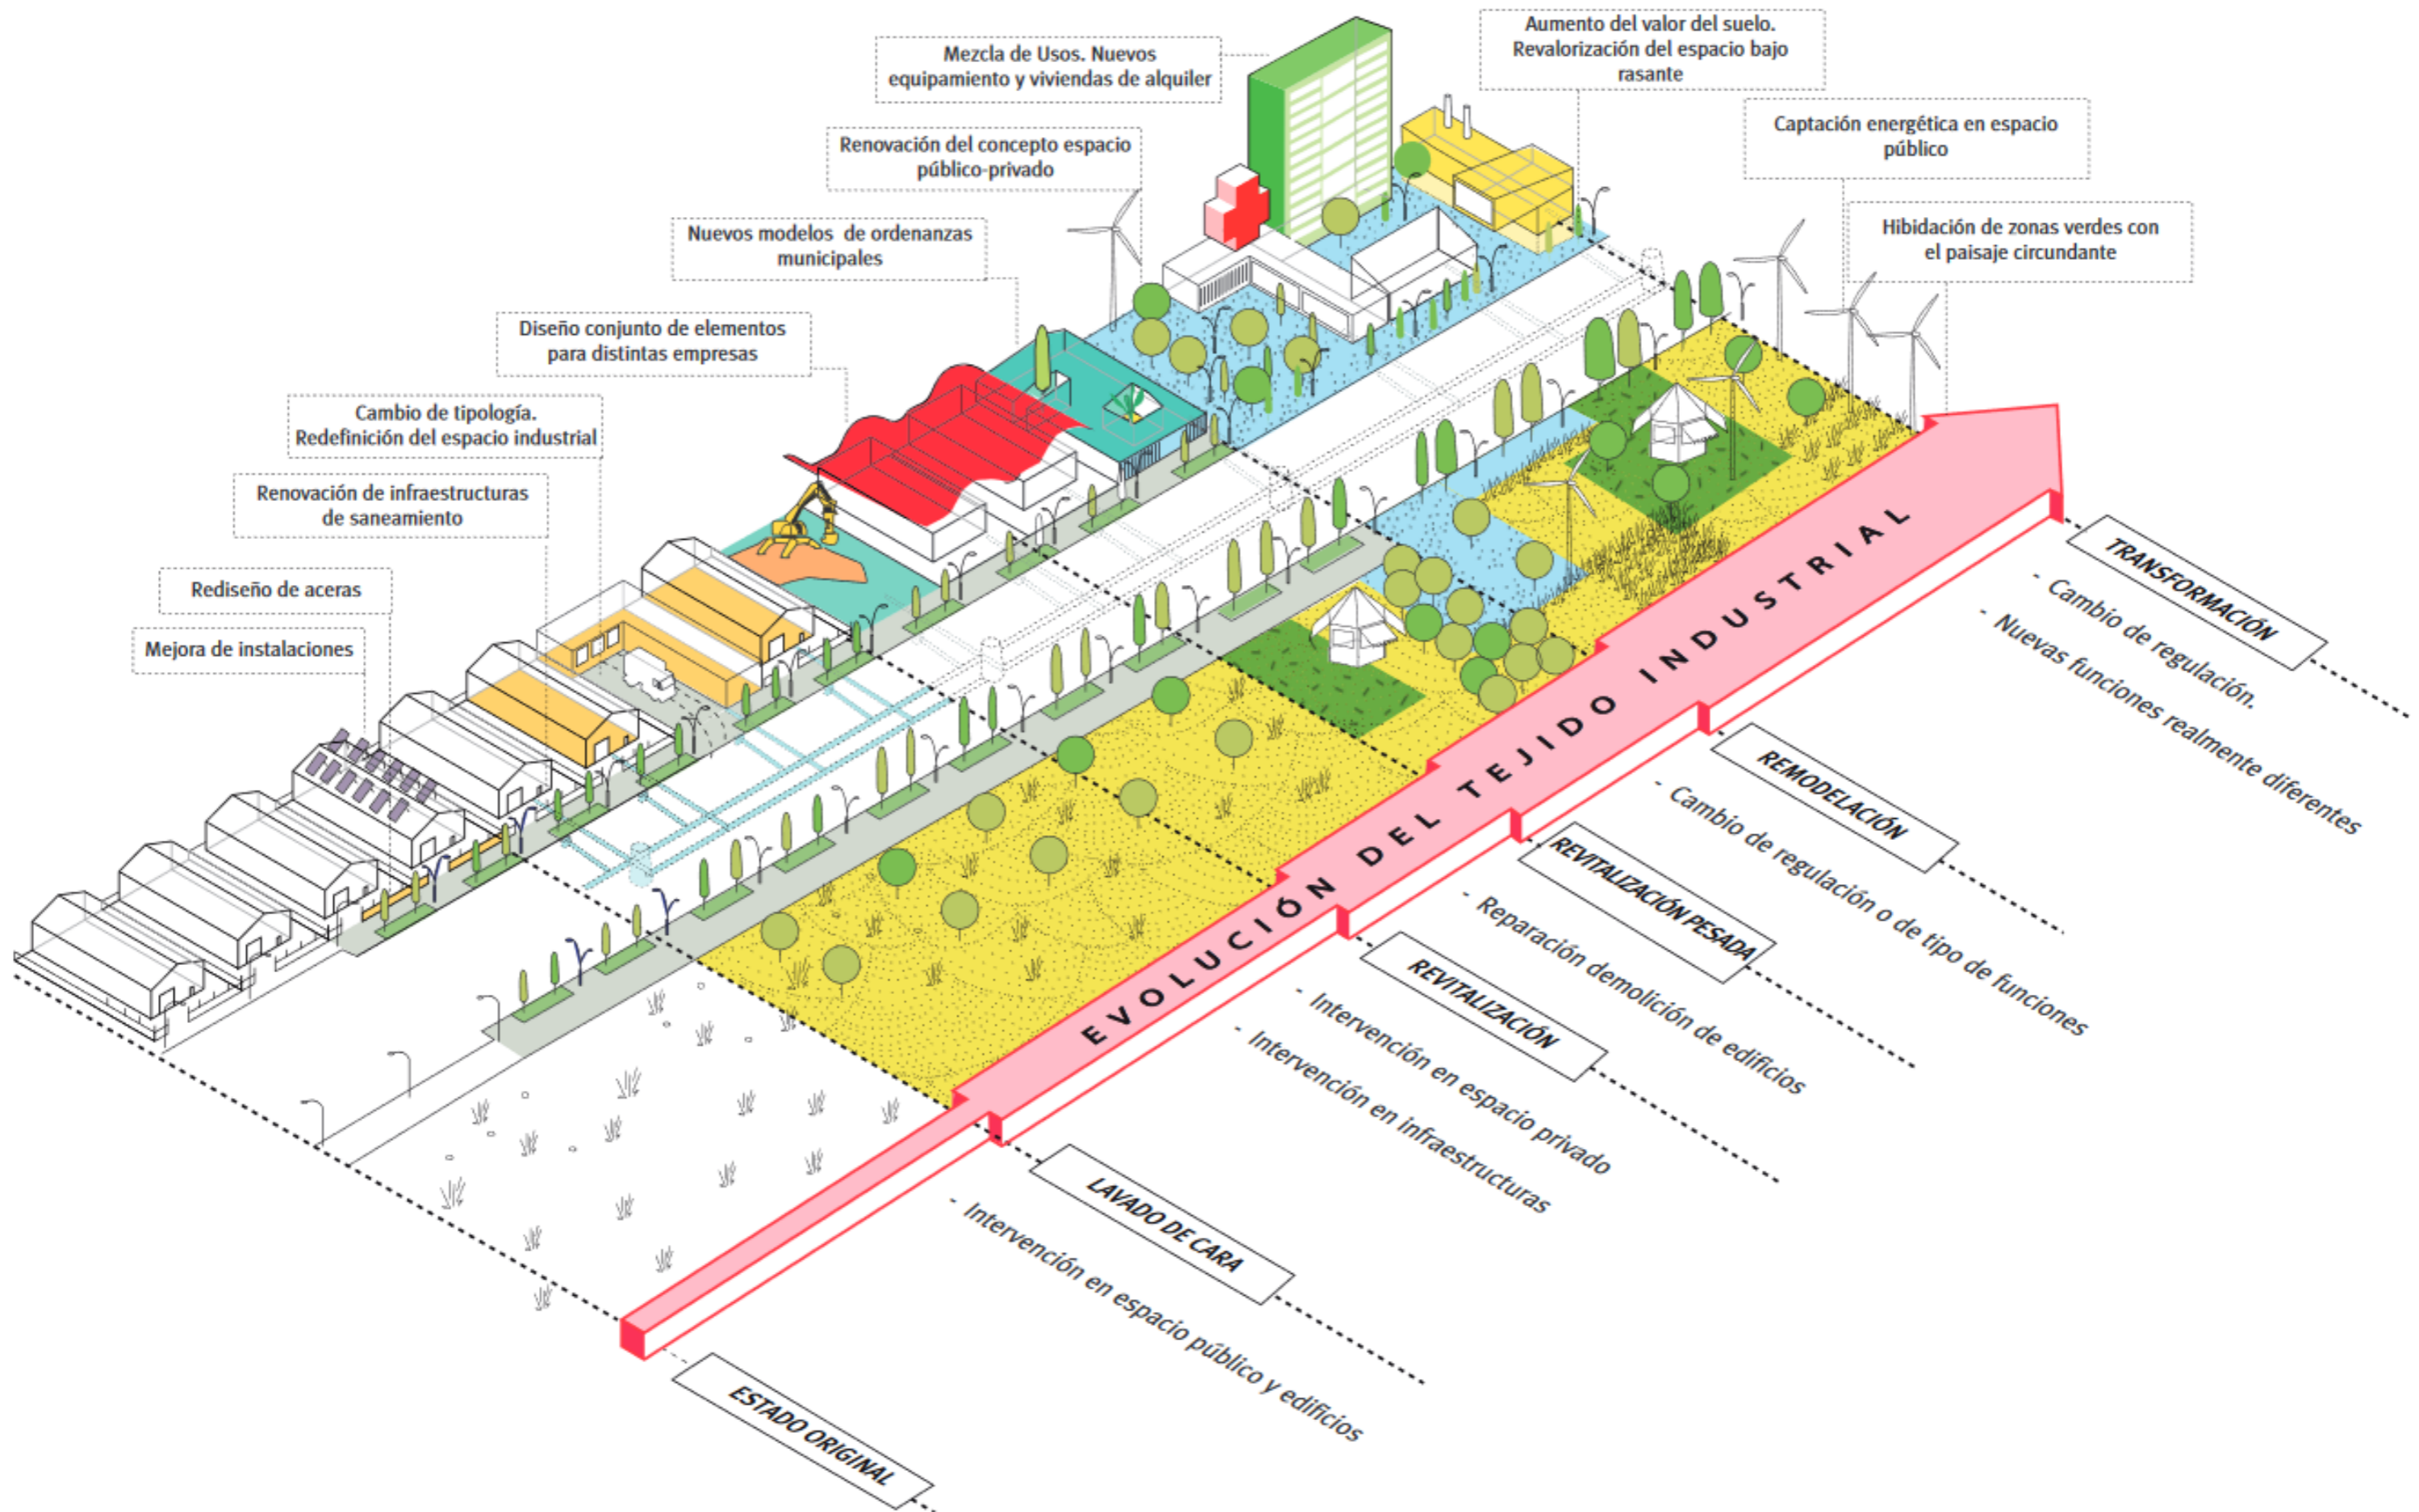 Mezcla de Usos. Nuevos
equipamiento y viviendas de alquiler
Aumento del valor del suelo.
Revalorización del espacio bajo
rasante
Captación energética en espacio
público
Renovación del concepto espacio
público-privado
Hibidación de zonas verdes con
el paisaje circundante
Nuevos modelos de ordenanzas
municipales
Diseño conjunto de elementos
para distintas empresas
Cambio de tipología.
Redefinición del espacio industrial
Renovación de infraestructuras
de saneamiento
Rediseño de aceras
Mejora de instalaciones
EVOLUCIÓN DEL TEJIDO INDUSTRIAL
TRANSFORMACIÓN
- Cambio de regulación.
- Nuevas funciones realmente diferentes
REMODELACIÓN
- Cambio de regulación o de tipo de funciones
REVITALIZACIÓN PESADA
- Reparación demolición de edificios
REVITALIZACIÓN
- Intervención en espacio privado
- Intervención en infraestructuras
LAVADO DE CARA
- Intervención en espacio público y edificios
ESTADO ORIGINAL